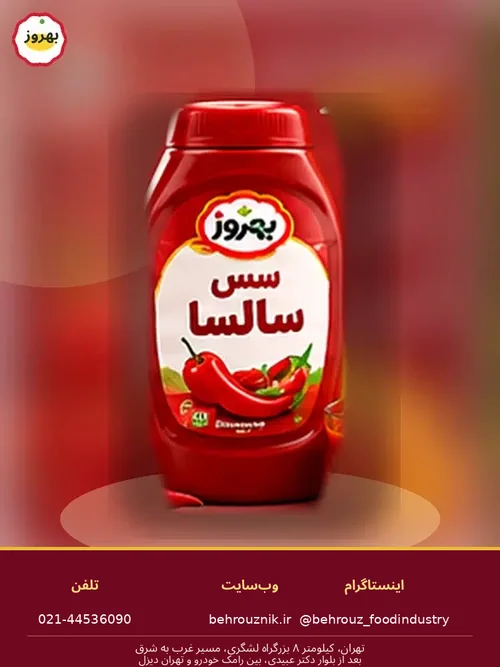 بهروز
بهروز
سس
سالسا
اینستاگرام
وب‌سایت
تلفن
@behrouz_foodindustry
behrouznik.ir
021-44536090
تهران، کیلومتر ۸ بزرگراه لشگری، مسیر غرب به شرق
بعد از بلوار دکتر عبیدی، بین رامک خودرو و تهران دیزل